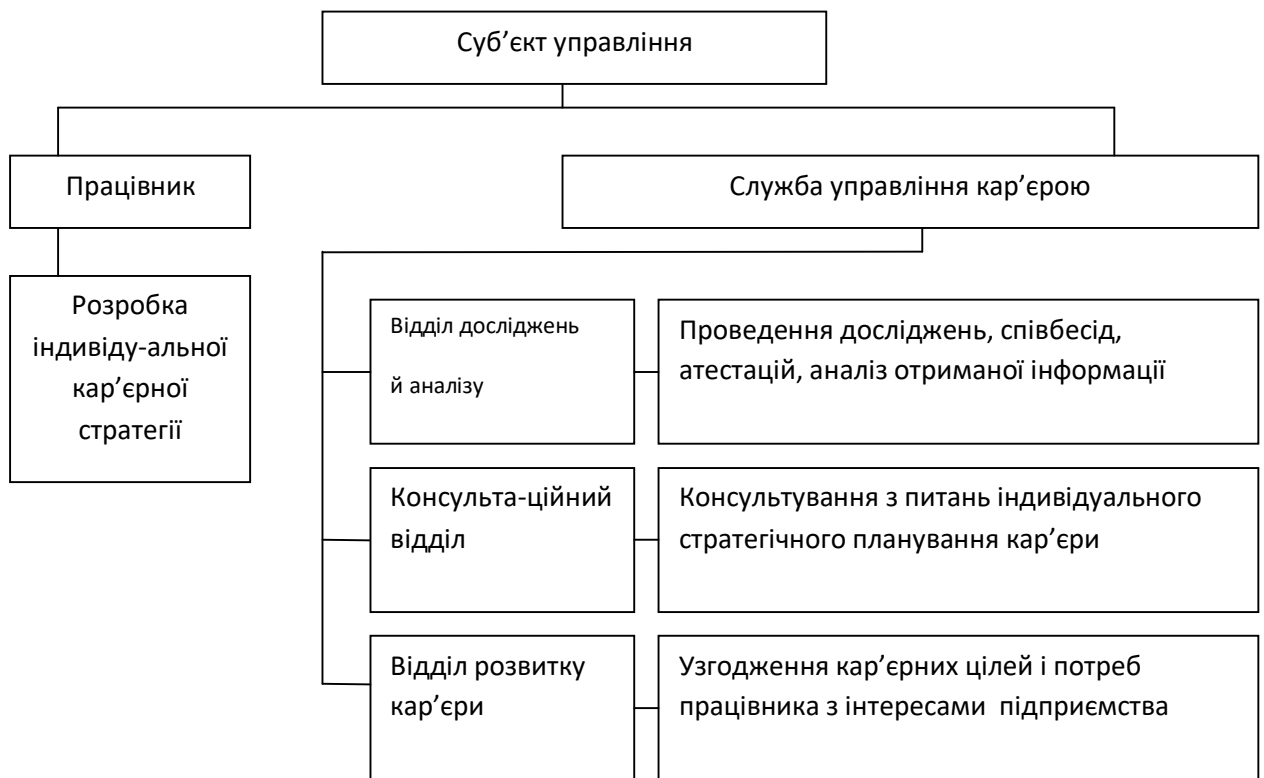 Суб’єкт управління
Працівник
Служба управління кар’єрою
Розробка
індивіду-альної
кар’єрної
стратегії
Відділ досліджень
й аналізу
Проведення досліджень, співбесід,
атестацій, аналіз отриманої інформації
Консульта-ційний
відділ
Консультування з питань індивідуального
стратегічного планування кар’єри
Відділ розвитку
кар’єри
Узгодження кар’єрних цілей і потреб
працівника з інтересами  підприємства